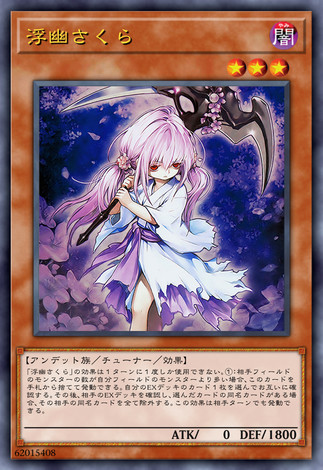 浮幽さくら
やみ
闇
【アンデット族／チューナー／効果】
「浮幽さくら」の効果は1ターンに1度しか使用できない。①:相手フィールド
のモンスターの数が自分フィールドのモンスターより多い場合、このカードを
手札から捨てて発動できる。自分のEXデッキのカード1枚を選んでお互いに確
認する。その後、相手のEXデッキを確認し、選んだカードの同名カードがある場
合、その相手の同名カードを全て除外する。この効果は相手ターンでも発動で
きる。
ATK/ 0 DEF/1800
62015408